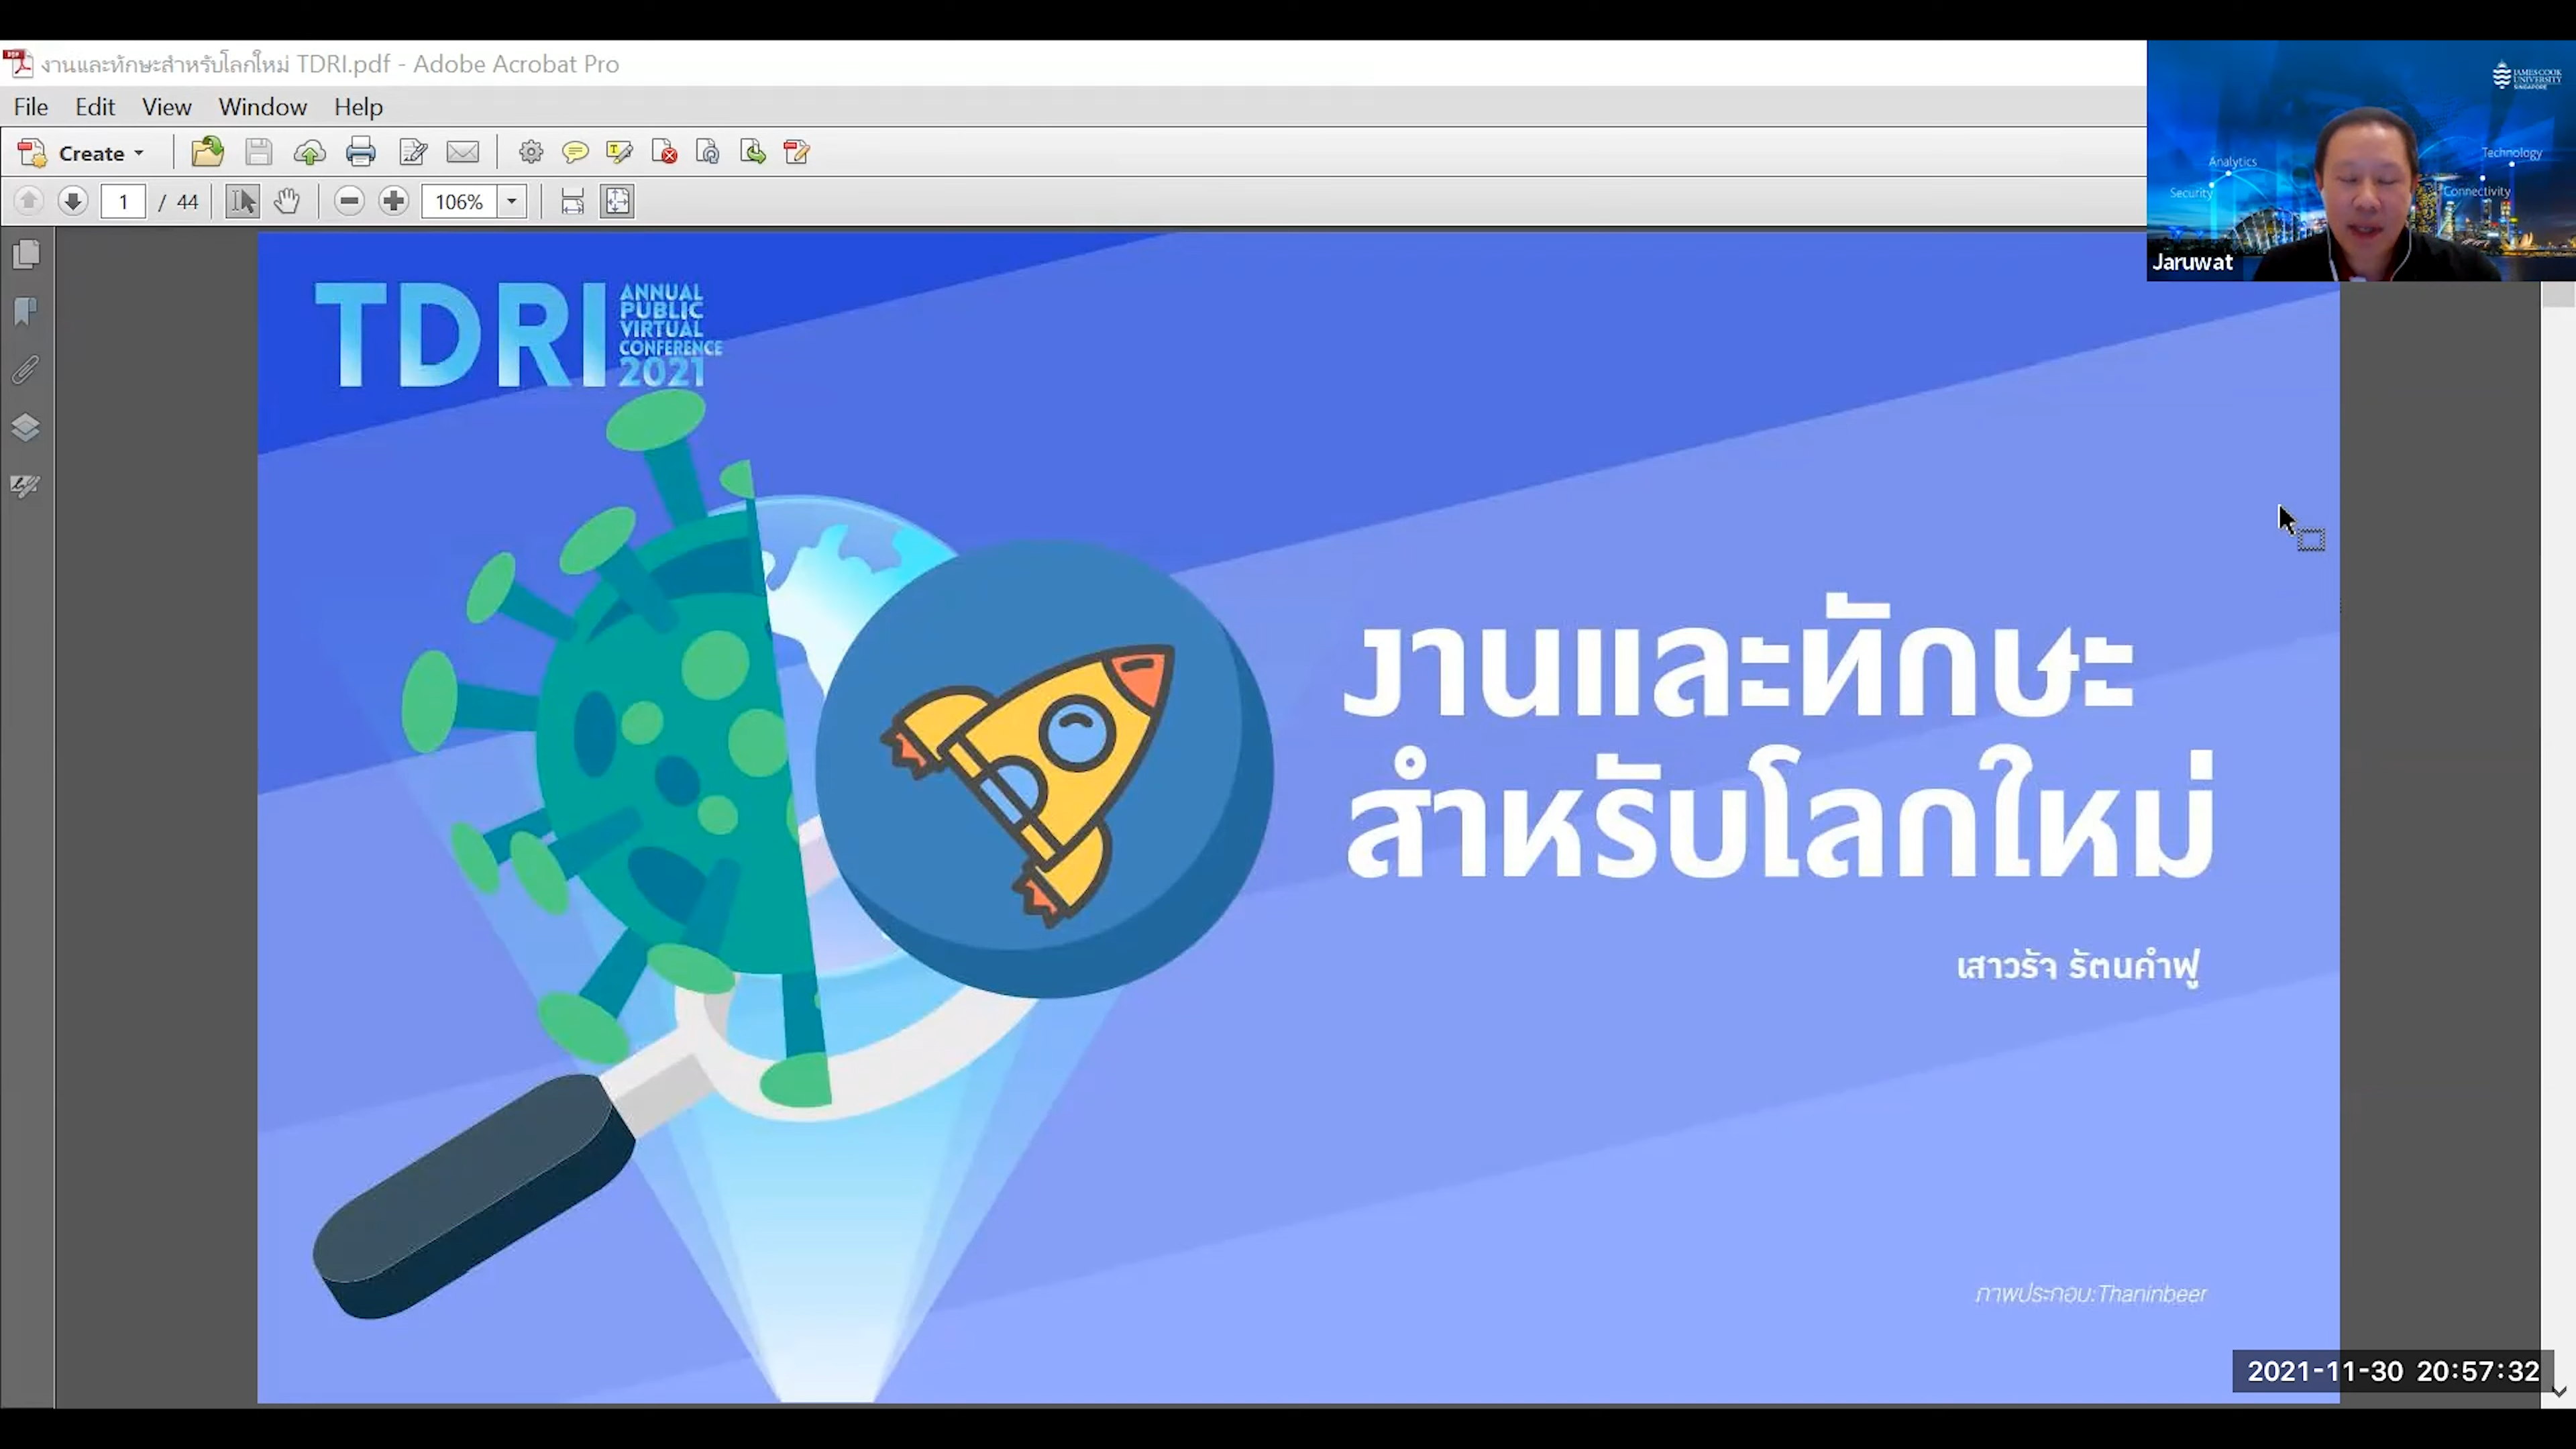 งานและทักษะสำหรับโลกใหม่ TDRI.pdf - Adobe Acrobat Pro
File Edit View Window Help
Create
1 / 44 106%
JAMES COOK
UNIVERSITY
SINGAPORE
Analytics
Technology
Security
Connectivity
Jaruwat
TDRI
ANNUAL
PUBLIC
VIRTUAL
CONFERENCE
2021
งานและทักษะ
สำหรับโลกใหม่
เสาวรัจ รัตนคำฟู
ภาพประกอบ:Thaninbeer
2021-11-30 20:57:32